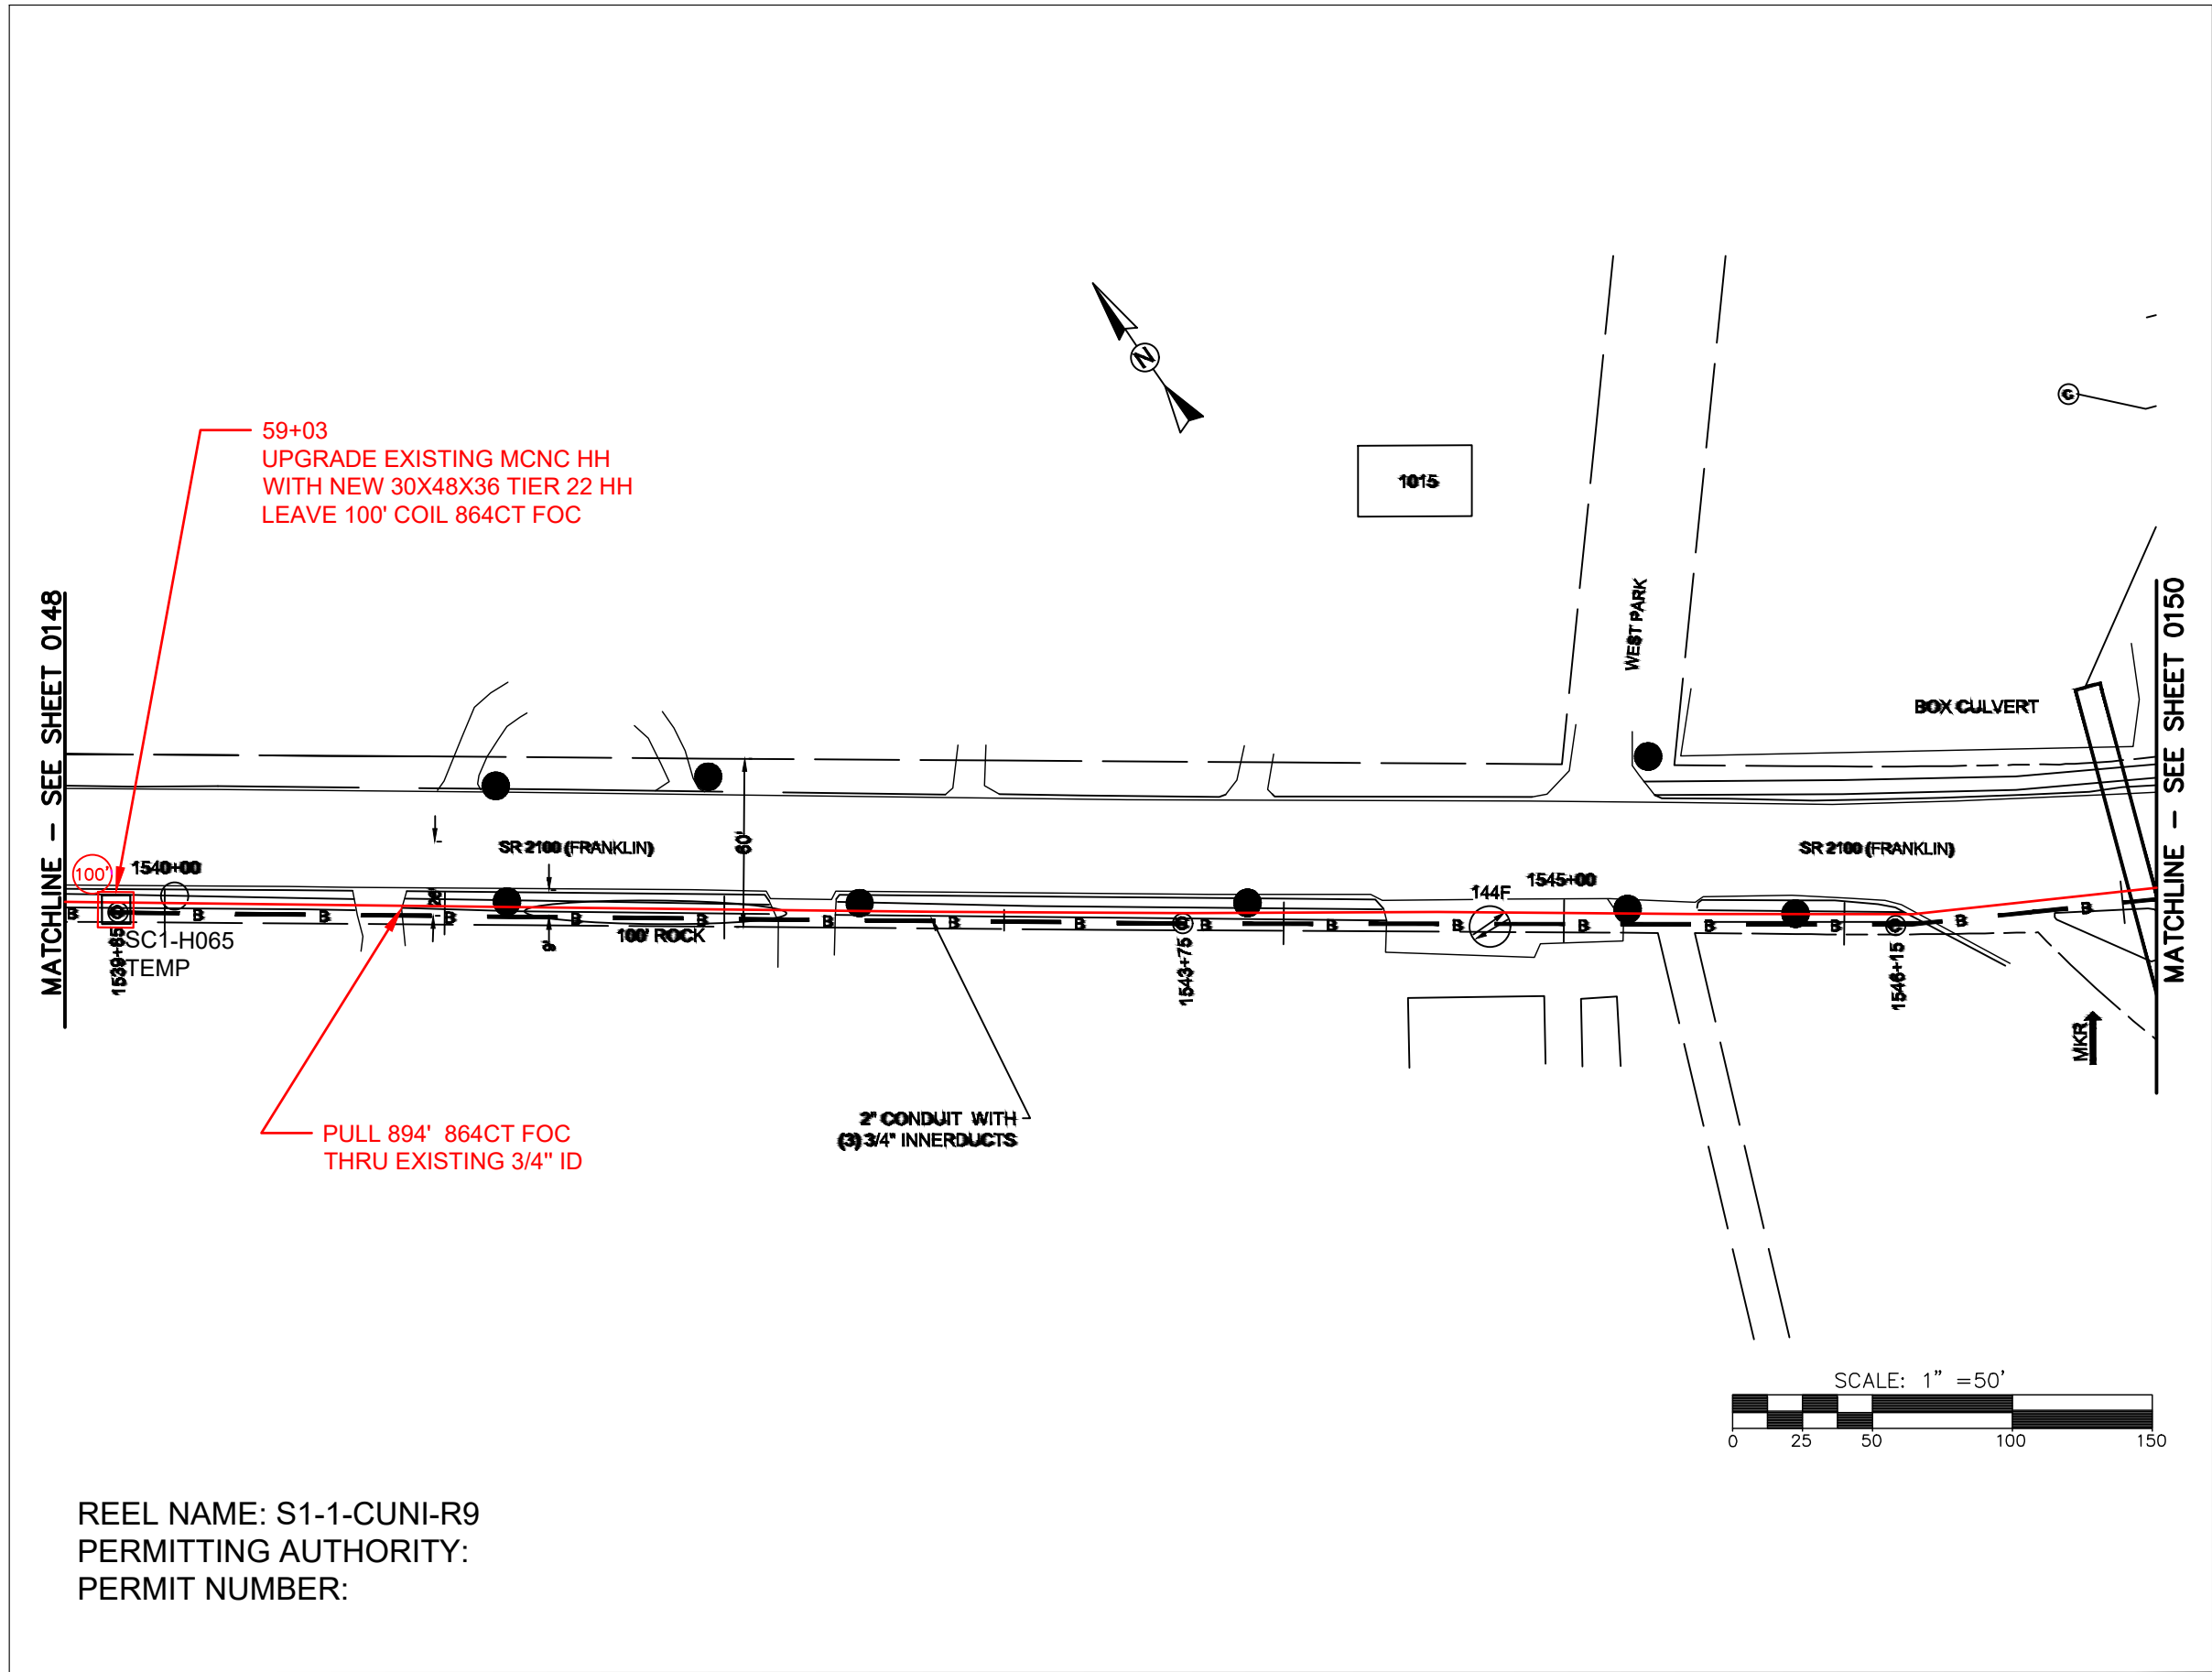 59+03
UPGRADE EXISTING MCNC HH
WITH NEW 30X48X36 TIER 22 HH
LEAVE 100' COIL 864CT FOC
N
1015
C
MATCHLINE - SEE SHEET 0148
WEST PARK
MATCHLINE - SEE SHEET 0150
BOX CULVERT
60'
SR 2100 (FRANKLIN)
SR 2100 (FRANKLIN)
100'
1540+00
144F
1545+00
B B B B B B B B B B B B B B B B B
100' ROCK
9'
SC1-H065
TEMP
1539+85
1543+75
1546+15
MKR
2" CONDUIT WITH
(3) 3/4" INNERDUCTS
PULL 894' 864CT FOC
THRU EXISTING 3/4" ID
SCALE: 1" =50'
0 25 50 100 150
REEL NAME: S1-1-CUNI-R9
PERMITTING AUTHORITY:
PERMIT NUMBER: